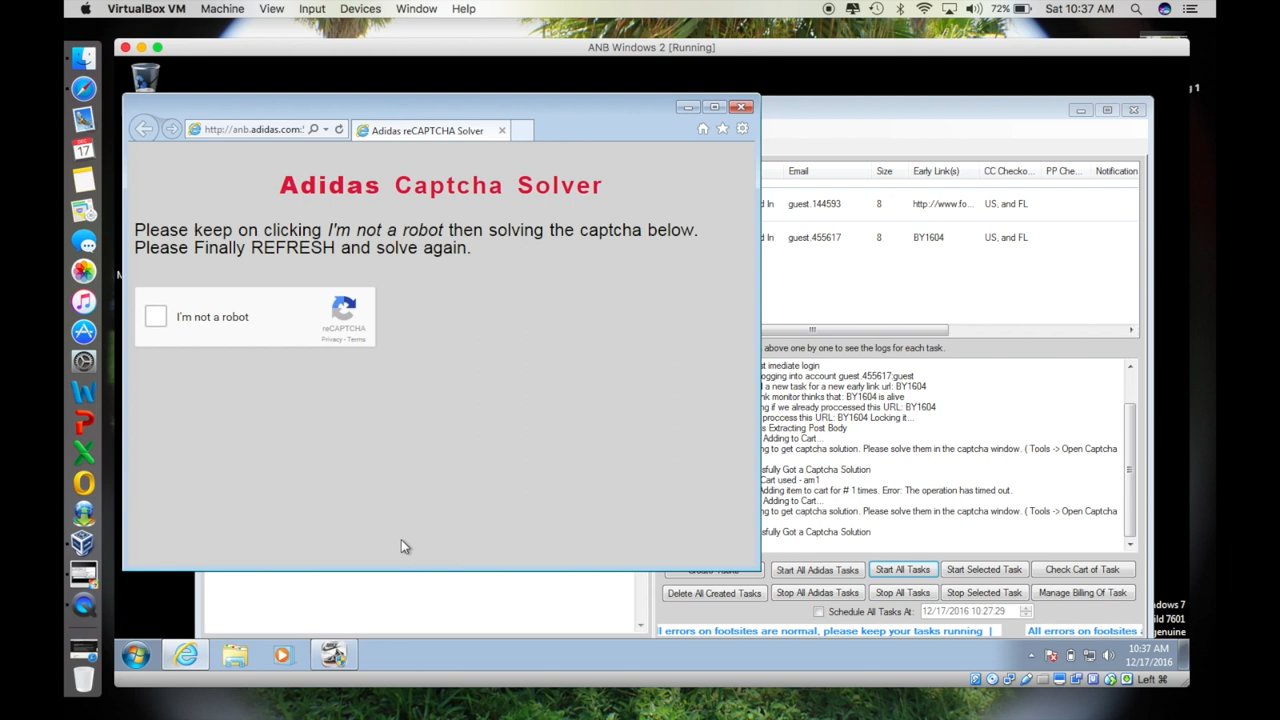 VirtualBox VM Machine View Input Devices Window Help
72% Sat 10:37 AM
ANB Windows 2 [Running]
http://anb.adidas.com:
Adidas reCAPTCHA Solver
Adidas Captcha Solver
Please keep on clicking I'm not a robot then solving the captcha below.
Please Finally REFRESH and solve again.
I'm not a robot
reCAPTCHA
Privacy - Terms
Email Size Early Link(s) CC Checko... PP Che... Notification
d In guest.144593 8 http://www.fo... US, and FL
d In guest.455617 8 BY1604 US, and FL
above one by one to see the logs for each task.
t imediate login
ogging into account guest.455617:guest
d a new task for a new early link url: BY1604
nk monitor thinks that: BY1604 is alive
g if we already proccessed this URL: BY1604
proccess this URL: BY1604 Locking it...
s Extracting Post Body
Adding to Cart...
g to get captcha solution. Please solve them in the captcha window. ( Tools -> Open Captcha
sfully Got a Captcha Solution
Cart used - am1
Adding item to cart for # 1 times. Error: The operation has timed out.
Adding to Cart...
g to get captcha solution. Please solve them in the captcha window. ( Tools -> Open Captcha
sfully Got a Captcha Solution
Start All Adidas Tasks Start All Tasks Start Selected Task Check Cart of Task
Delete All Created Tasks Stop All Adidas Tasks Stop All Tasks Stop Selected Task Manage Billing Of Task
Schedule All Tasks At: 12/17/2016 10:27:29
ll errors on footsites are normal, please keep your tasks running | All errors on footsites
ndows 7
ild 7601
genuine
10:37 AM
12/17/2016
Left ⌘
DEC
17